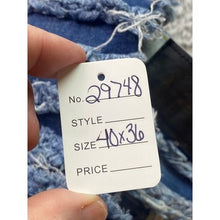 No. 29748
STYLE
SIZE 40x36
PRICE